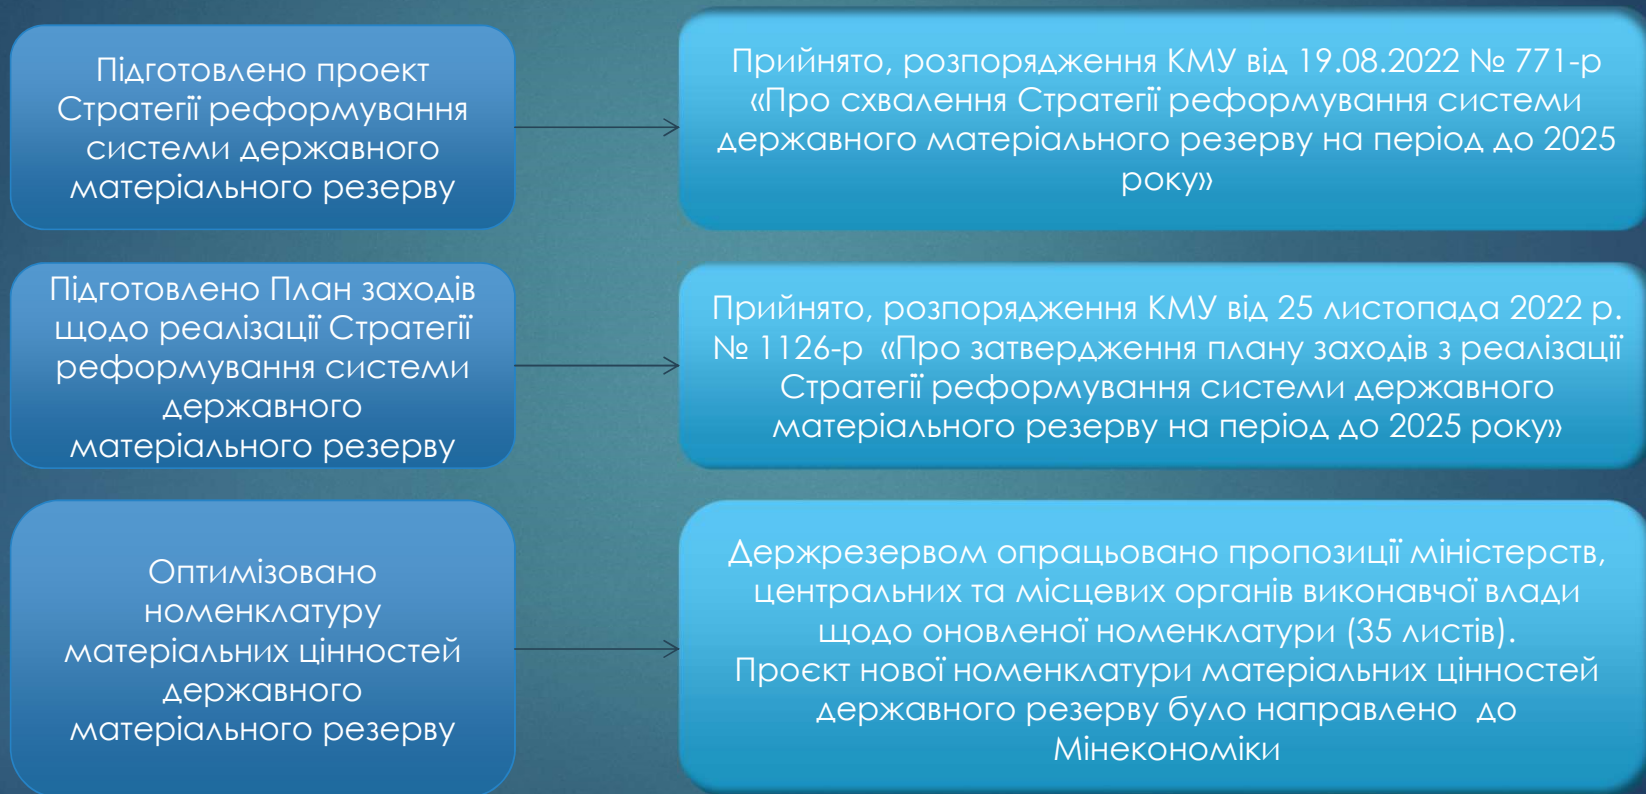 Підготовлено проект
Стратегії реформування
системи державного
матеріального резерву
Прийнято, розпорядження КМУ від 19.08.2022 № 771-р
«Про схвалення Стратегії реформування системи
державного матеріального резерву на період до 2025
року»
Підготовлено План заходів
щодо реалізації Стратегії
реформування системи
державного
матеріального резерву
Прийнято, розпорядження КМУ від 25 листопада 2022 р.
№ 1126-р «Про затвердження плану заходів з реалізації
Стратегії реформування системи державного
матеріального резерву на період до 2025 року»
Оптимізовано
номенклатуру
матеріальних цінностей
державного
матеріального резерву
Держрезервом опрацьовано пропозиції міністерств,
центральних та місцевих органів виконавчої влади
щодо оновленої номенклатури (35 листів).
Проєкт нової номенклатури матеріальних цінностей
державного резерву було направлено до
Мінекономіки